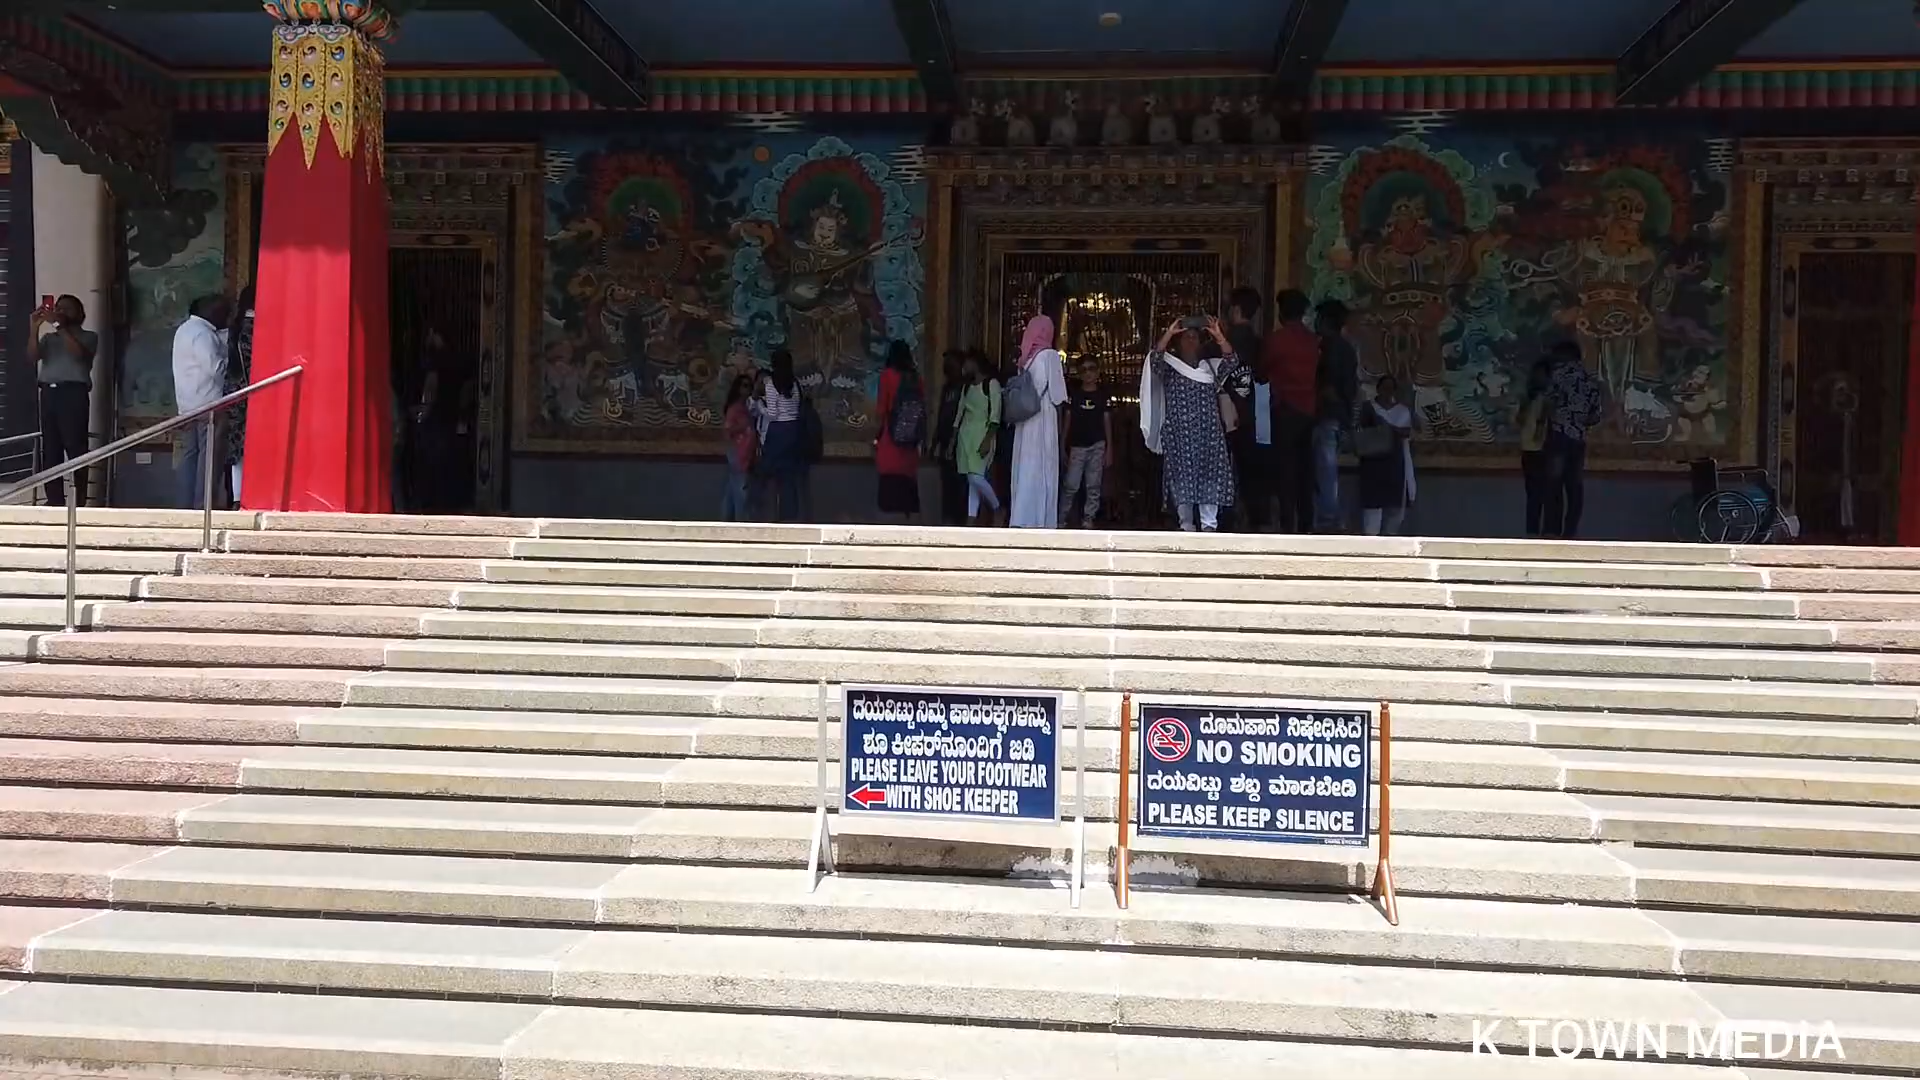 ದಯವಿಟ್ಟು ನಿಮ್ಮ ಪಾದರಕ್ಷೆಗಳನ್ನು
ಶೂ ಕೀಪರ್‌ನೊಂದಿಗೆ ಬಿಡಿ
PLEASE LEAVE YOUR FOOTWEAR
WITH SHOE KEEPER
ದೂಮಪಾನ ನಿಷೇಧಿಸಿದೆ
NO SMOKING
ದಯವಿಟ್ಟು ಶಬ್ದ ಮಾಡಬೇಡಿ
PLEASE KEEP SILENCE
K TOWN MEDIA